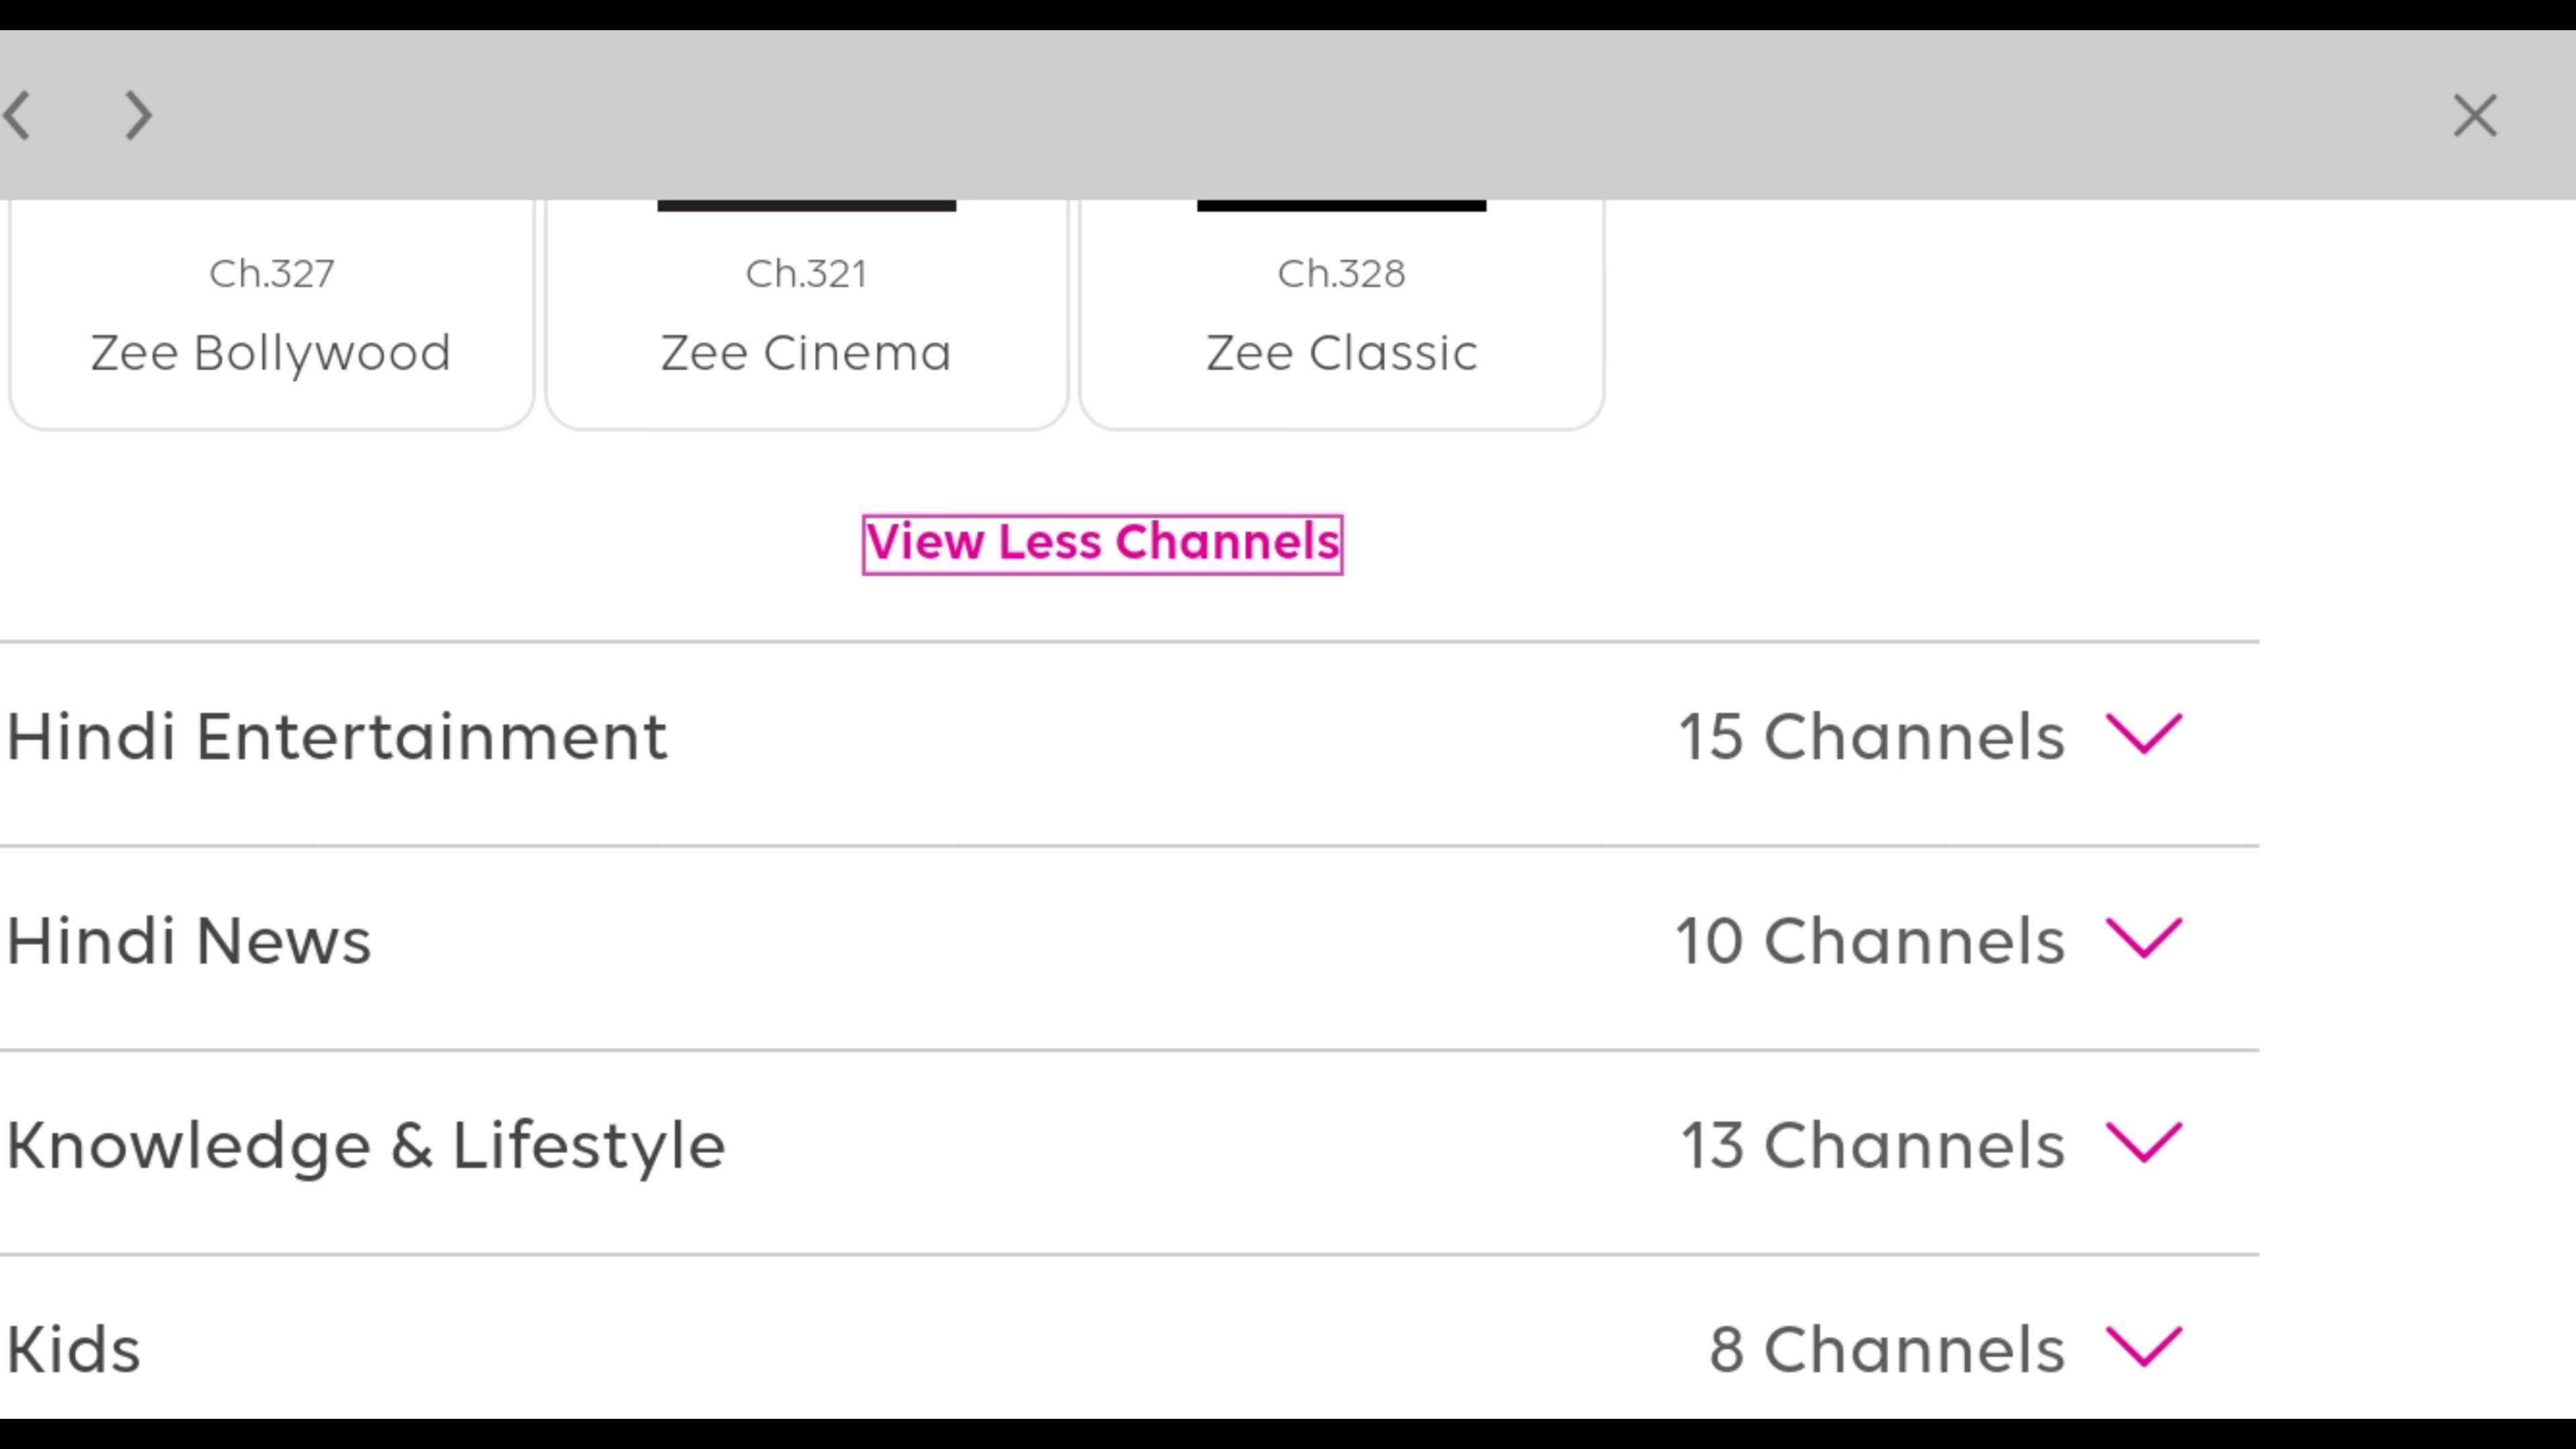 Ch.327 Ch.321 Ch.328
Zee Bollywood Zee Cinema Zee Classic
View Less Channels
Hindi Entertainment 15 Channels
Hindi News 10 Channels
Knowledge & Lifestyle 13 Channels
Kids 8 Channels